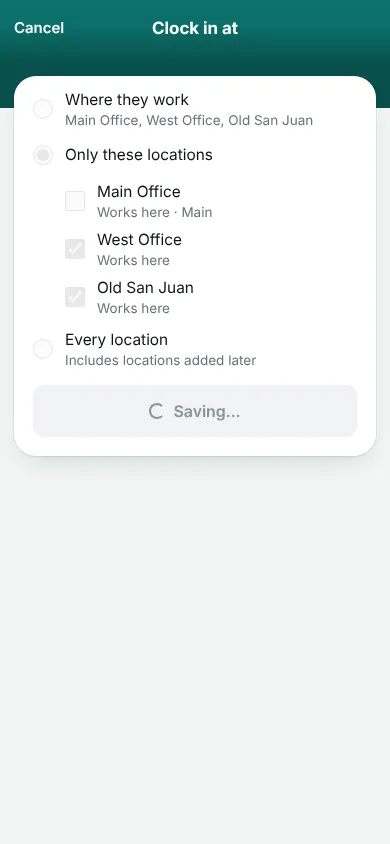 Cancel
Clock in at
Where they work
Main Office, West Office, Old San Juan
Only these locations
Main Office
Works here · Main
West Office
Works here
Old San Juan
Works here
Every location
Includes locations added later
Saving...